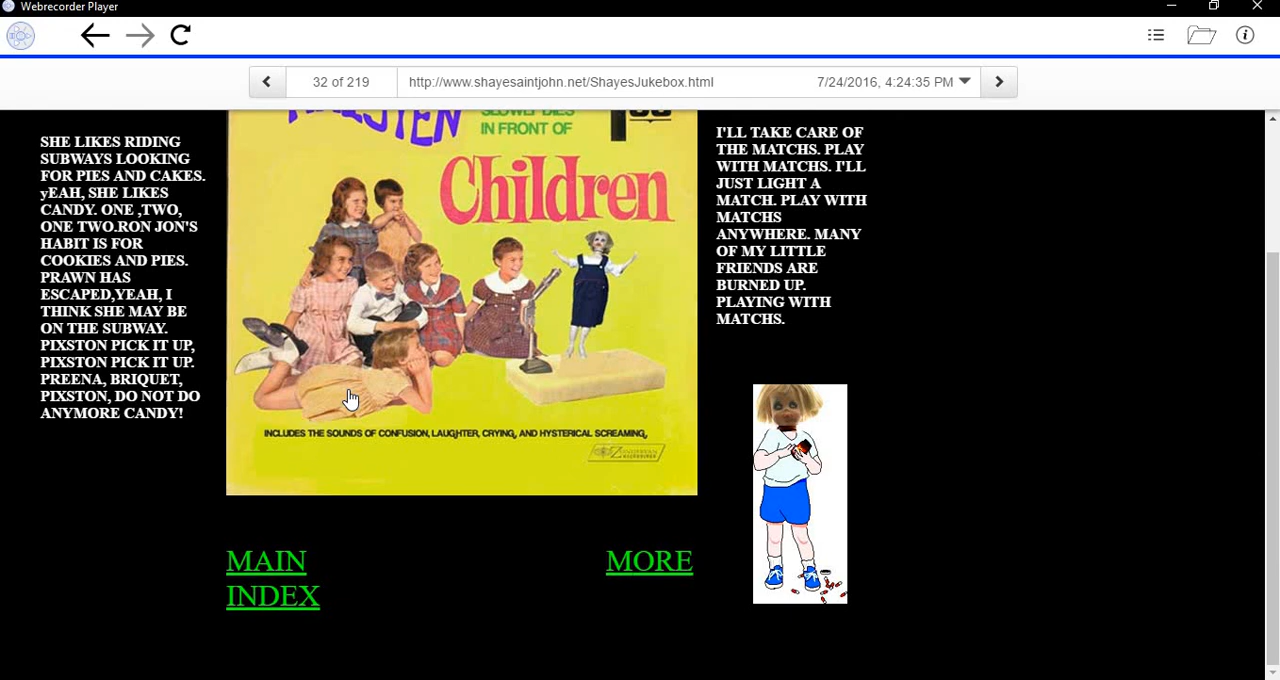 Webrecorder Player
32 of 219
http://www.shayesaintjohn.net/ShayesJukebox.html
7/24/2016, 4:24:35 PM
SHE LIKES RIDING
SUBWAYS LOOKING
FOR PIES AND CAKES.
yEAH, SHE LIKES
CANDY. ONE ,TWO,
ONE TWO.RON JON'S
HABIT IS FOR
COOKIES AND PIES.
PRAWN HAS
ESCAPED,YEAH, I
THINK SHE MAY BE
ON THE SUBWAY.
PIXSTON PICK IT UP,
PIXSTON PICK IT UP.
PREENA, BRIQUET,
PIXSTON, DO NOT DO
ANYMORE CANDY!
IN FRONT OF
Children
INCLUDES THE SOUNDS OF CONFUSION, LAUGHTER, CRYING, AND HYSTERICAL SCREAMING,
I'LL TAKE CARE OF
THE MATCHS. PLAY
WITH MATCHS. I'LL
JUST LIGHT A
MATCH. PLAY WITH
MATCHS
ANYWHERE. MANY
OF MY LITTLE
FRIENDS ARE
BURNED UP.
PLAYING WITH
MATCHS.
MAIN
INDEX
MORE